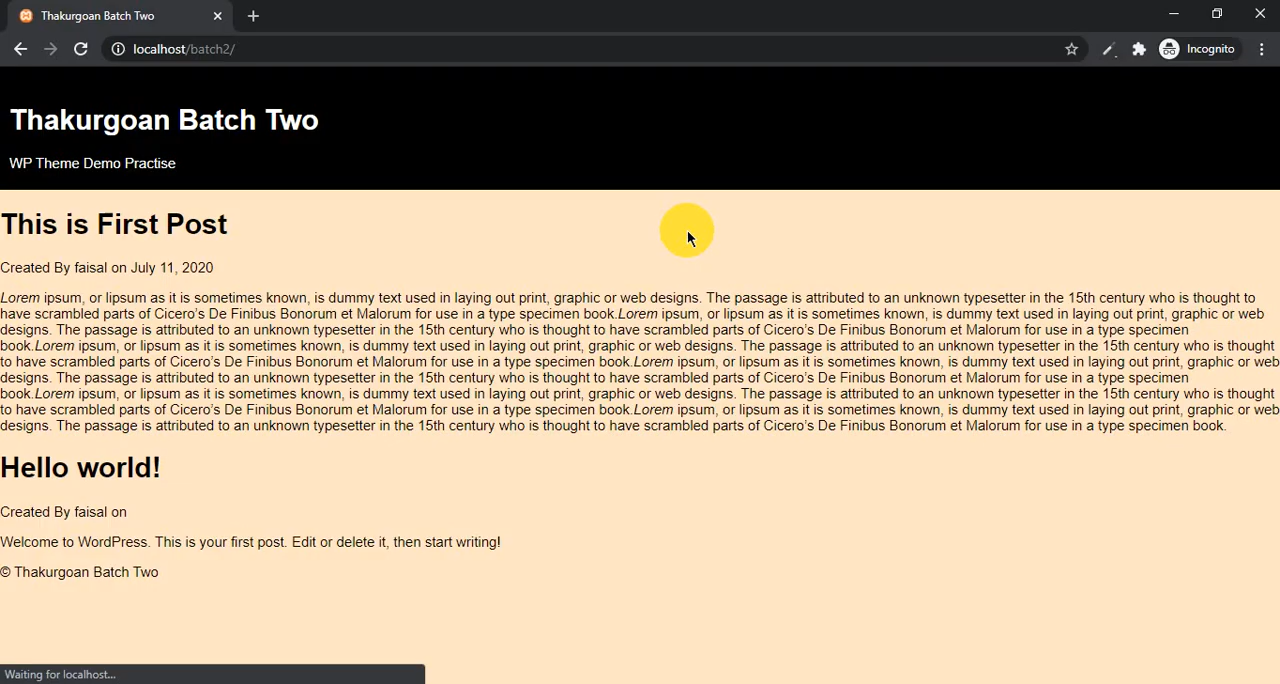 Thakurgoan Batch Two
localhost/batch2/
Incognito
Thakurgoan Batch Two
WP Theme Demo Practise
This is First Post
Created By faisal on July 11, 2020
Lorem ipsum, or lipsum as it is sometimes known, is dummy text used in laying out print, graphic or web designs. The passage is attributed to an unknown typesetter in the 15th century who is thought to
have scrambled parts of Cicero's De Finibus Bonorum et Malorum for use in a type specimen book.Lorem ipsum, or lipsum as it is sometimes known, is dummy text used in laying out print, graphic or web
designs. The passage is attributed to an unknown typesetter in the 15th century who is thought to have scrambled parts of Cicero's De Finibus Bonorum et Malorum for use in a type specimen
book.Lorem ipsum, or lipsum as it is sometimes known, is dummy text used in laying out print, graphic or web designs. The passage is attributed to an unknown typesetter in the 15th century who is thought
to have scrambled parts of Cicero's De Finibus Bonorum et Malorum for use in a type specimen book.Lorem ipsum, or lipsum as it is sometimes known, is dummy text used in laying out print, graphic or web
designs. The passage is attributed to an unknown typesetter in the 15th century who is thought to have scrambled parts of Cicero's De Finibus Bonorum et Malorum for use in a type specimen
book.Lorem ipsum, or lipsum as it is sometimes known, is dummy text used in laying out print, graphic or web designs. The passage is attributed to an unknown typesetter in the 15th century who is thought
to have scrambled parts of Cicero's De Finibus Bonorum et Malorum for use in a type specimen book.Lorem ipsum, or lipsum as it is sometimes known, is dummy text used in laying out print, graphic or web
designs. The passage is attributed to an unknown typesetter in the 15th century who is thought to have scrambled parts of Cicero's De Finibus Bonorum et Malorum for use in a type specimen book.
Hello world!
Created By faisal on
Welcome to WordPress. This is your first post. Edit or delete it, then start writing!
© Thakurgoan Batch Two
Waiting for localhost...